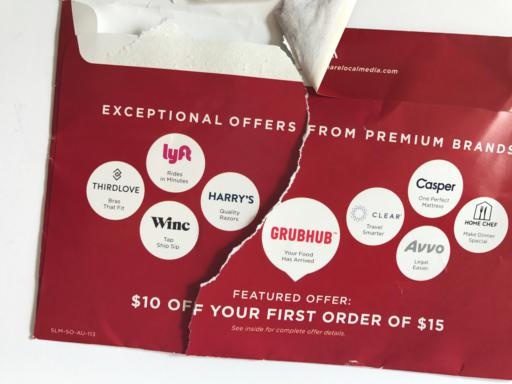 A
arelocalmedia.com
EXCEPTIONAL OFFERS FROM PREMIUM BRANDS
lyft
Rides
in Minutes
THIRDLOVE
Bras
That Fit
HARRY'S
Quality
Razors
Winc
Tap
Ship Sip
GRUBHUB™
Your Food
Has Arrived
CLEAR
Travel
Smarter
Casper
One Perfect
Mattress
HOME CHEF
Make Dinner
Special
Avvo
Legal.
Easier.
FEATURED OFFER:
$10 OFF YOUR FIRST ORDER OF $15
See inside for complete offer details.
SLM-SO-AU-113